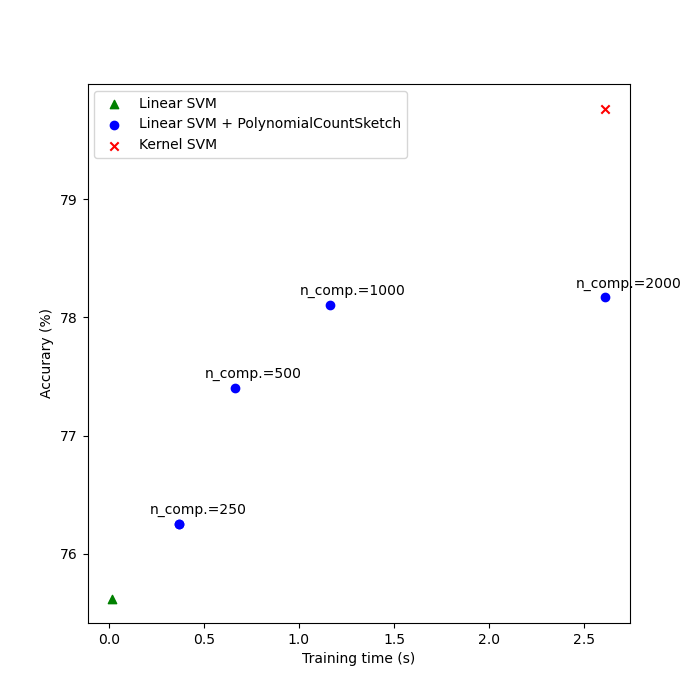 Linear SVM
Linear SVM + PolynomialCountSketch
Kernel SVM
n_comp.=2000
n_comp.=1000
n_comp.=500
n_comp.=250
79
78
77
76
Accurary (%)
0.0 0.5 1.0 1.5 2.0 2.5
Training time (s)